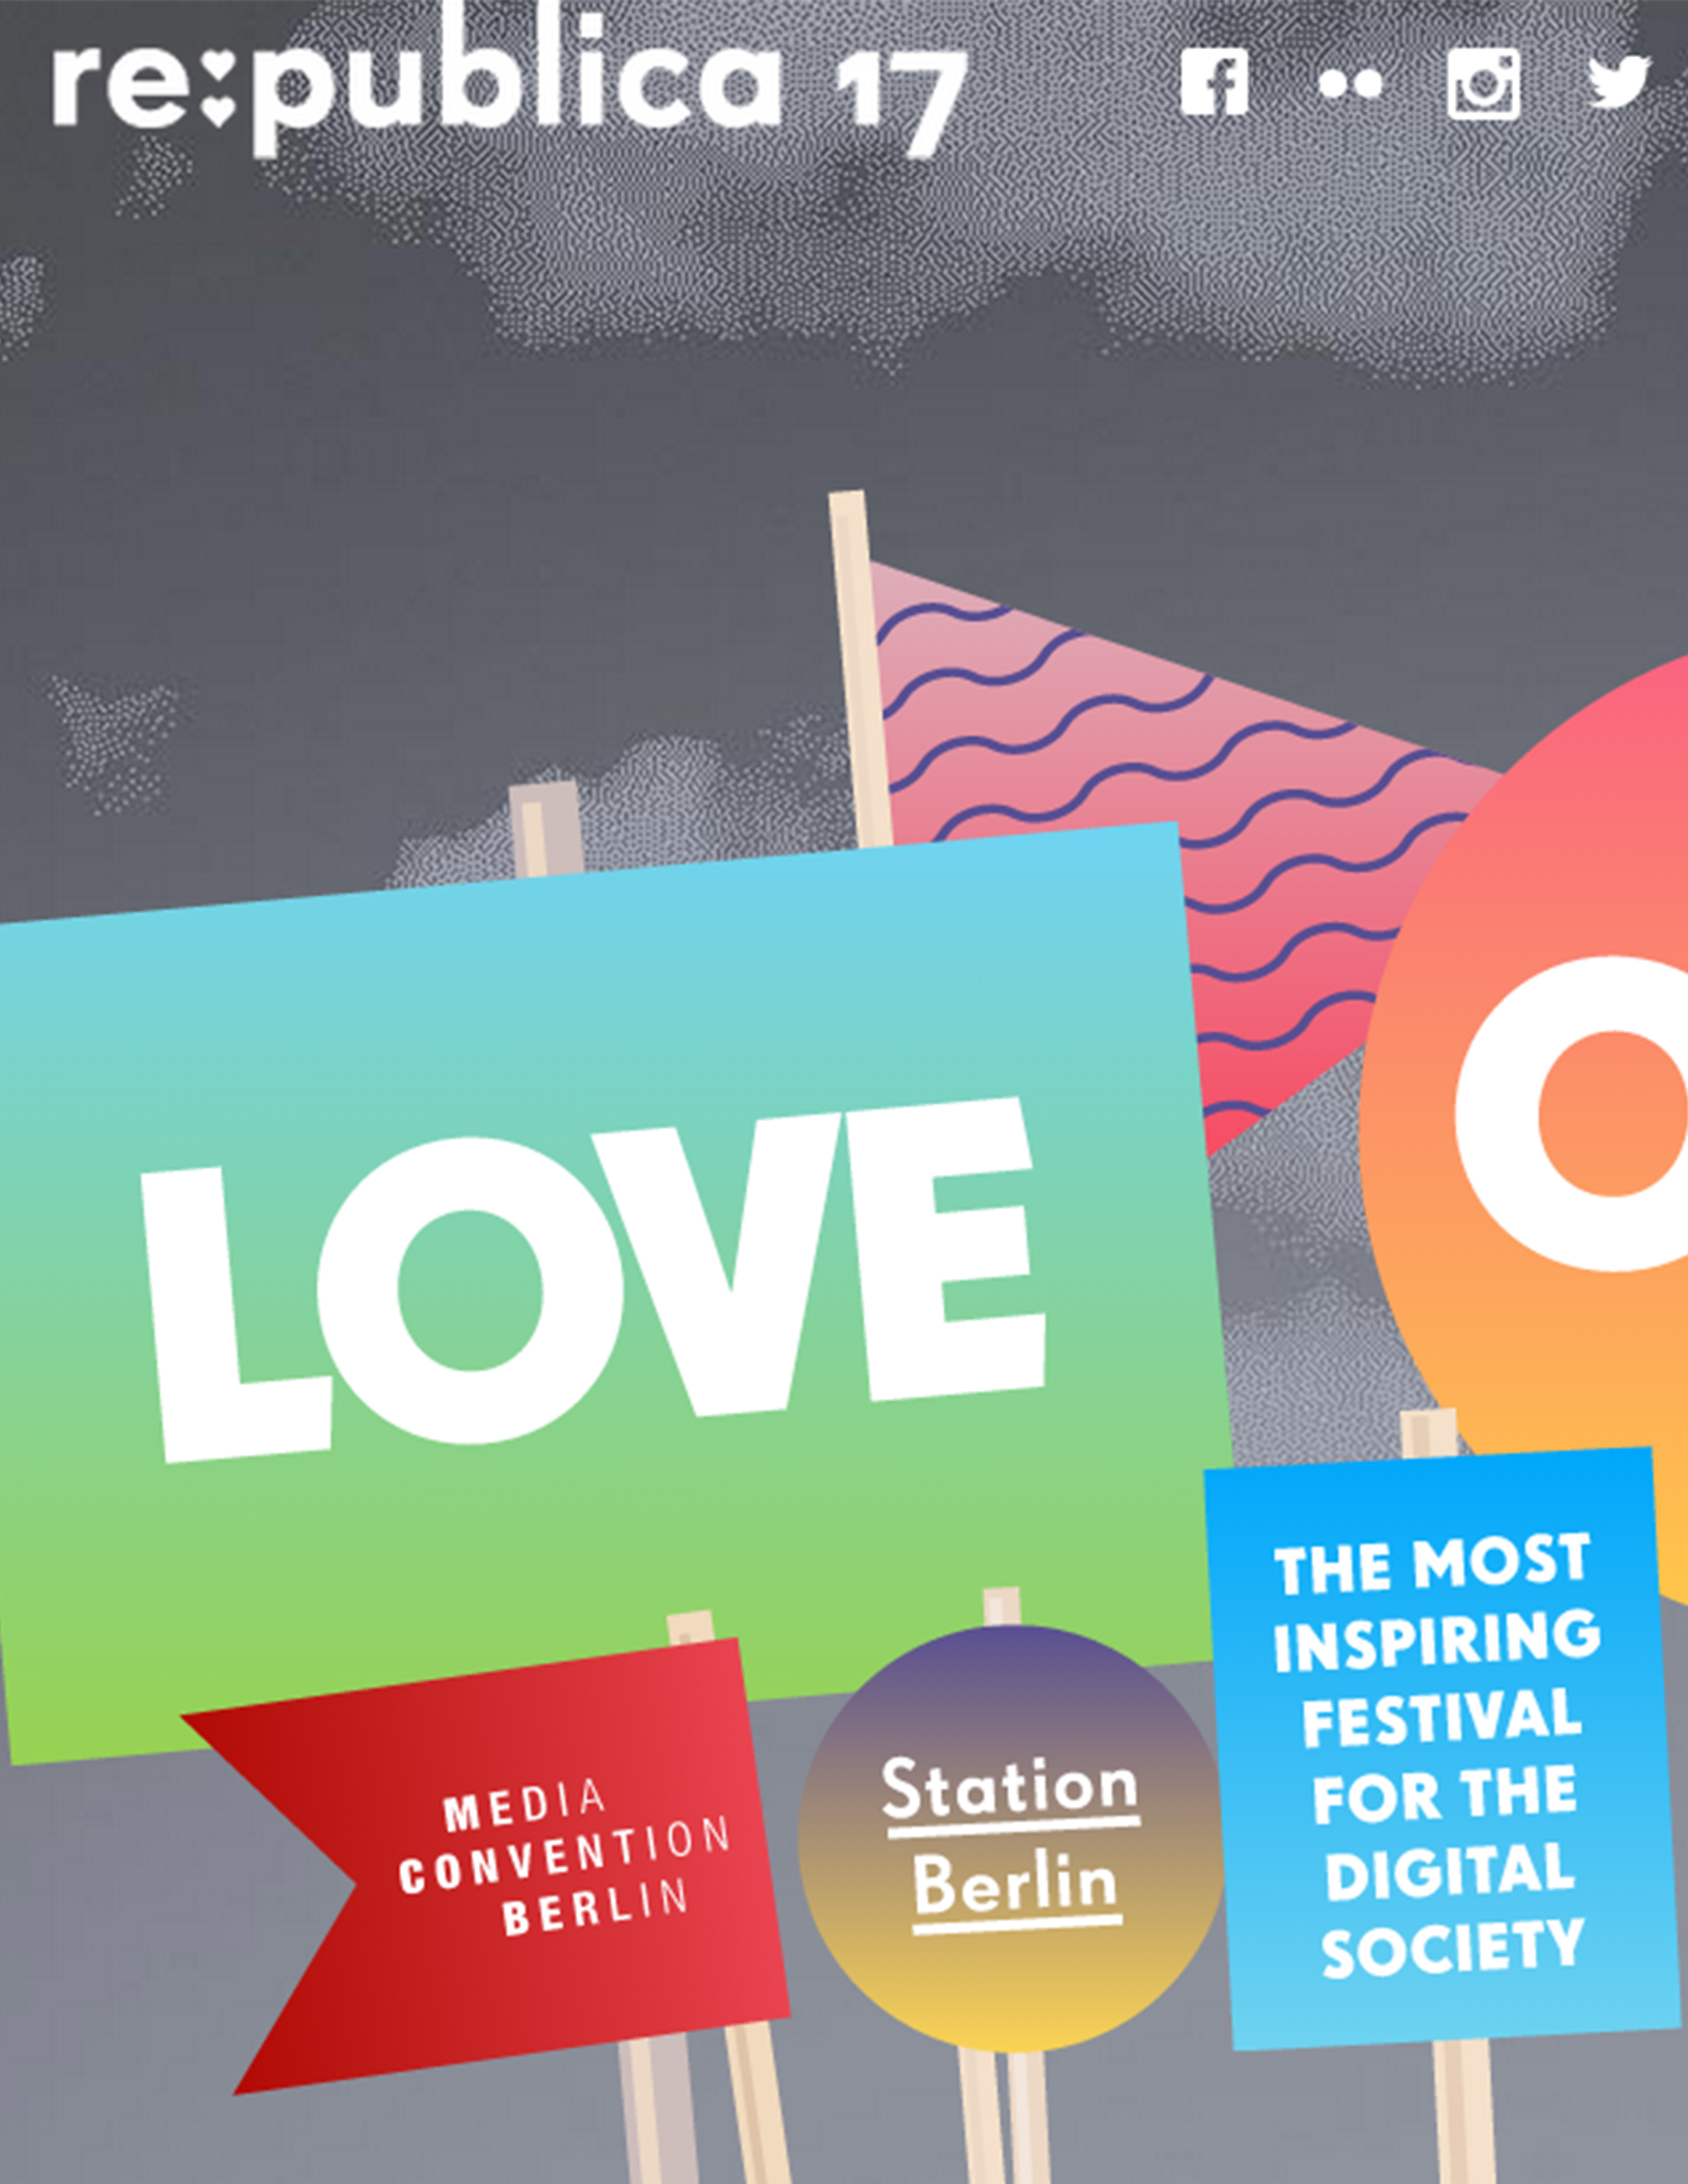 re:publica 17
LOVE
O
MEDIA
CONVENTION
BERLIN
Station
Berlin
THE MOST
INSPIRING
FESTIVAL
FOR THE
DIGITAL
SOCIETY